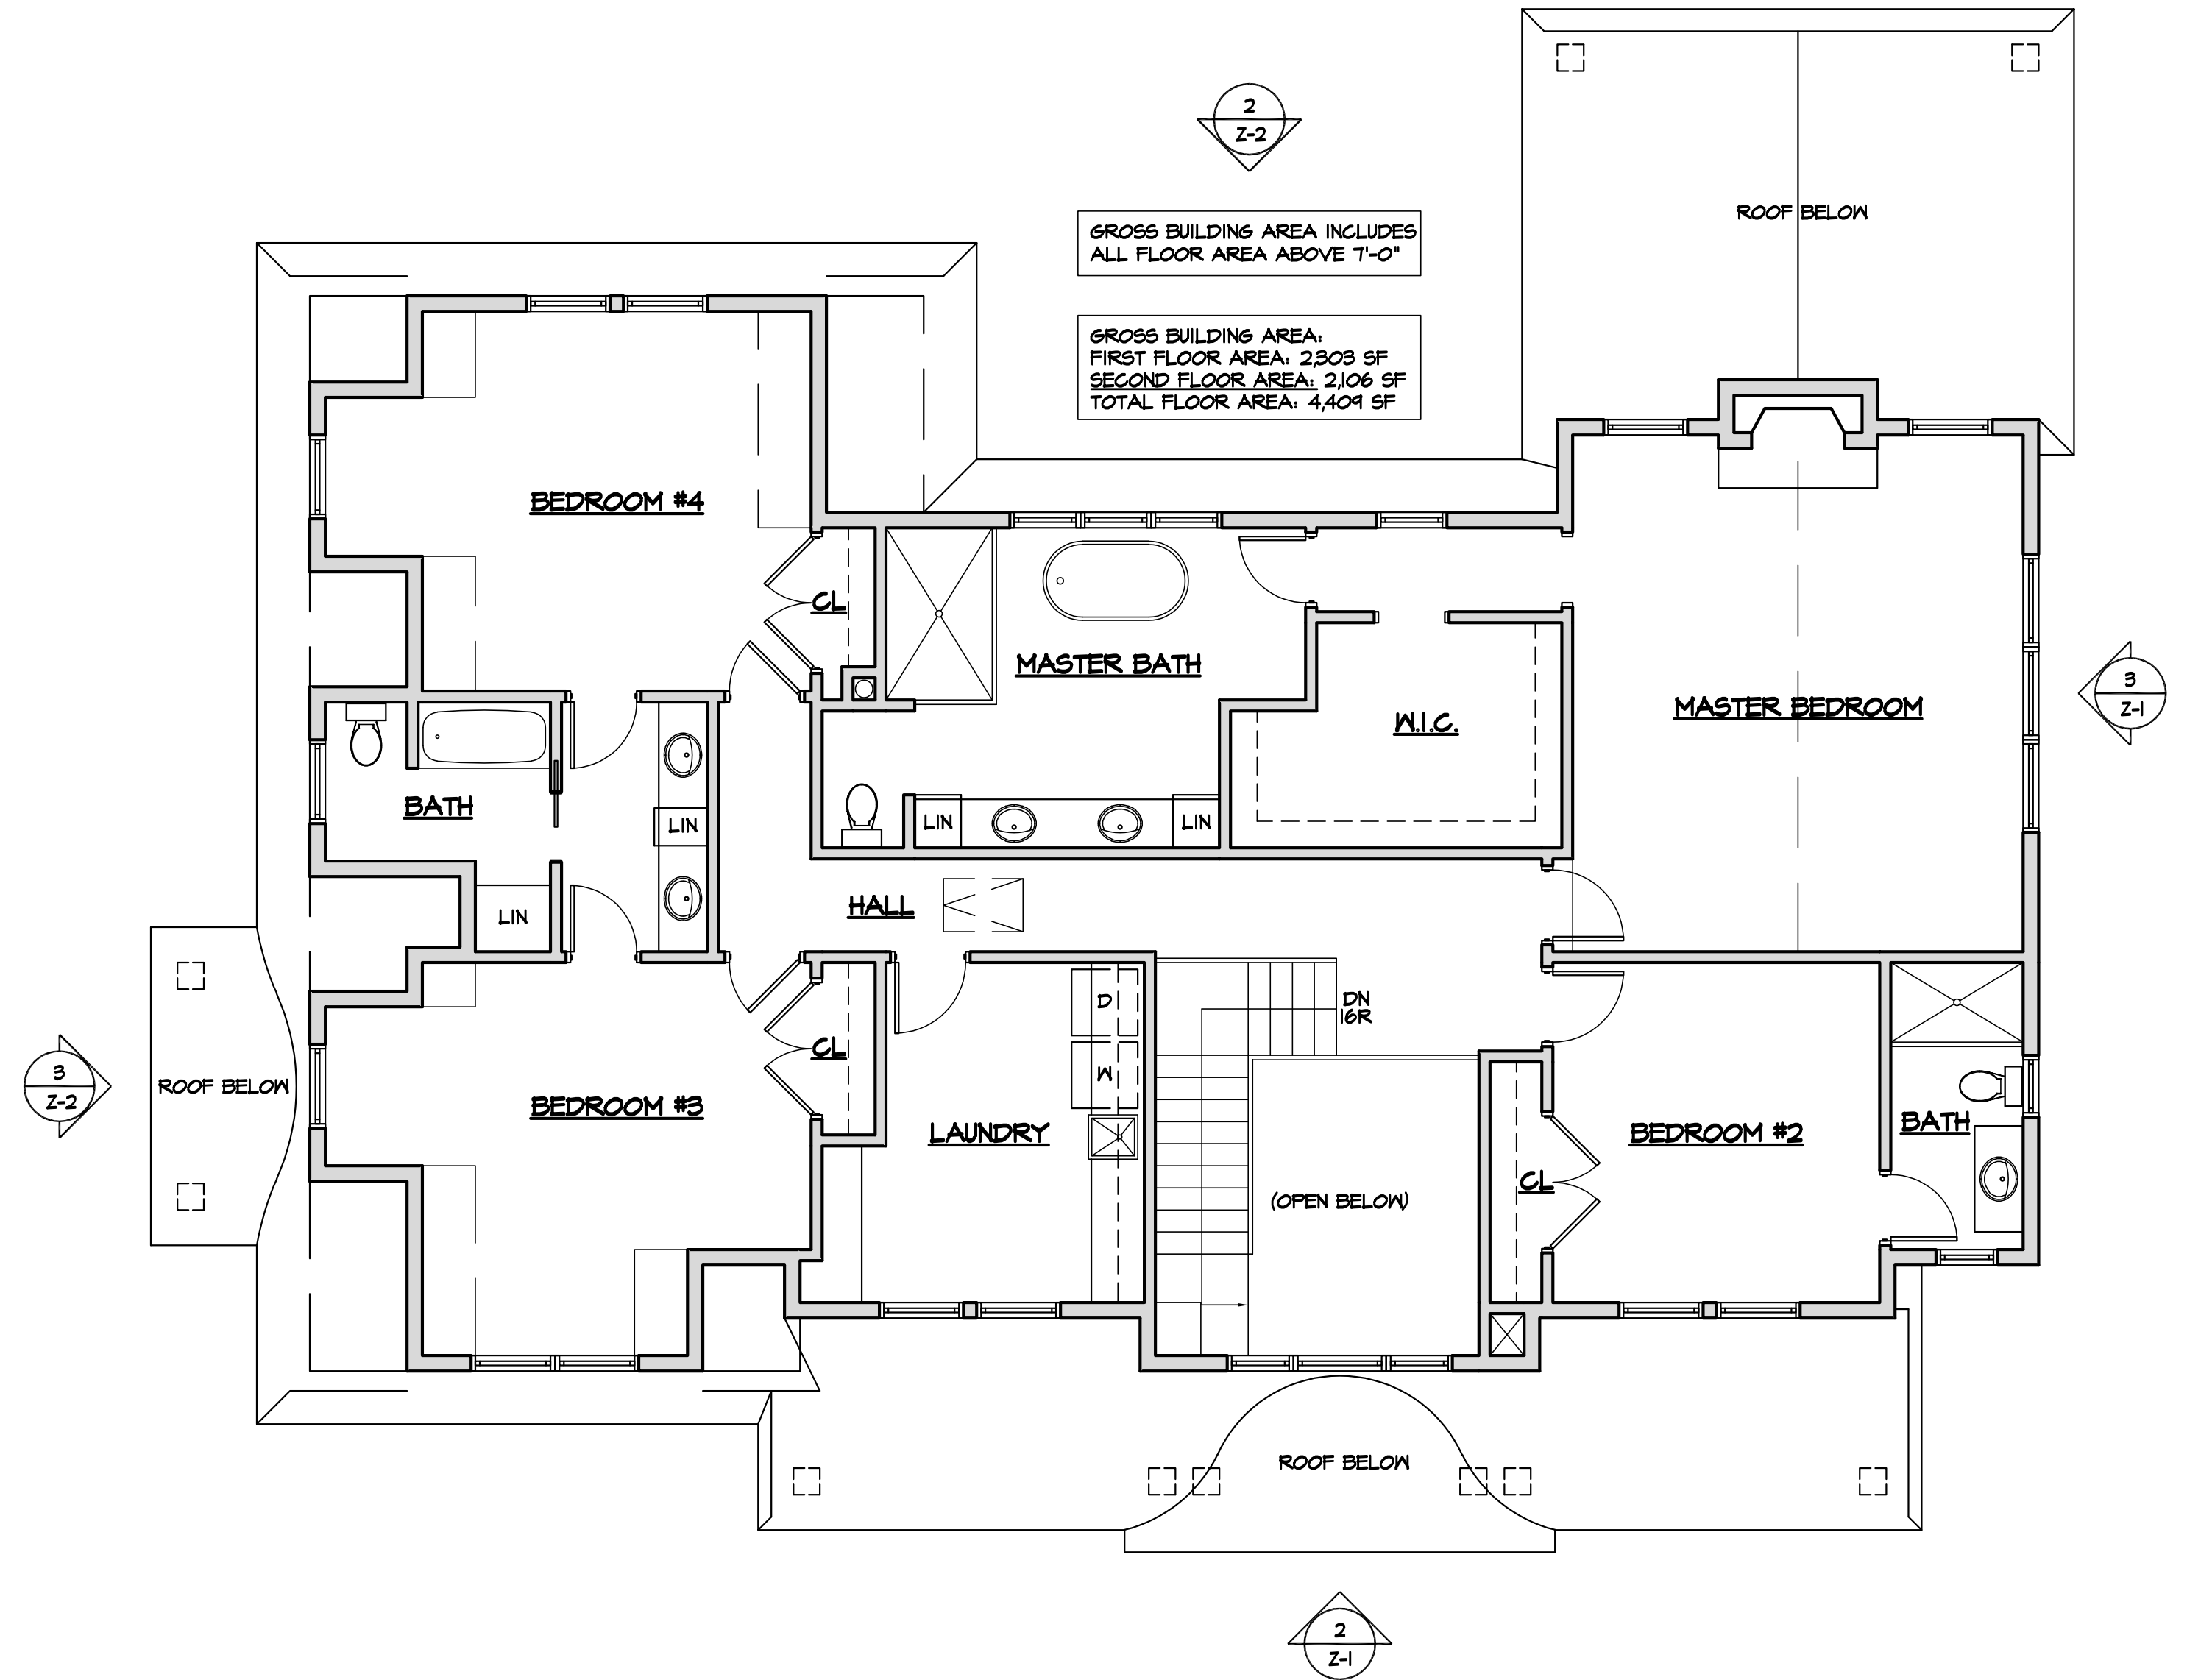 2
Z-2
GROSS BUILDING AREA INCLUDES
ALL FLOOR AREA ABOVE 7'-0"
GROSS BUILDING AREA:
FIRST FLOOR AREA: 2,303 SF
SECOND FLOOR AREA: 2,106 SF
TOTAL FLOOR AREA: 4,409 SF
ROOF BELOW
BEDROOM #4
CL
MASTER BATH
W.I.C.
MASTER BEDROOM
3
Z-1
BATH
LIN
LIN
LIN
LIN
HALL
DN
16R
D
W
3
Z-2
ROOF BELOW
BEDROOM #3
CL
LAUNDRY
(OPEN BELOW)
CL
BEDROOM #2
BATH
ROOF BELOW
2
Z-1